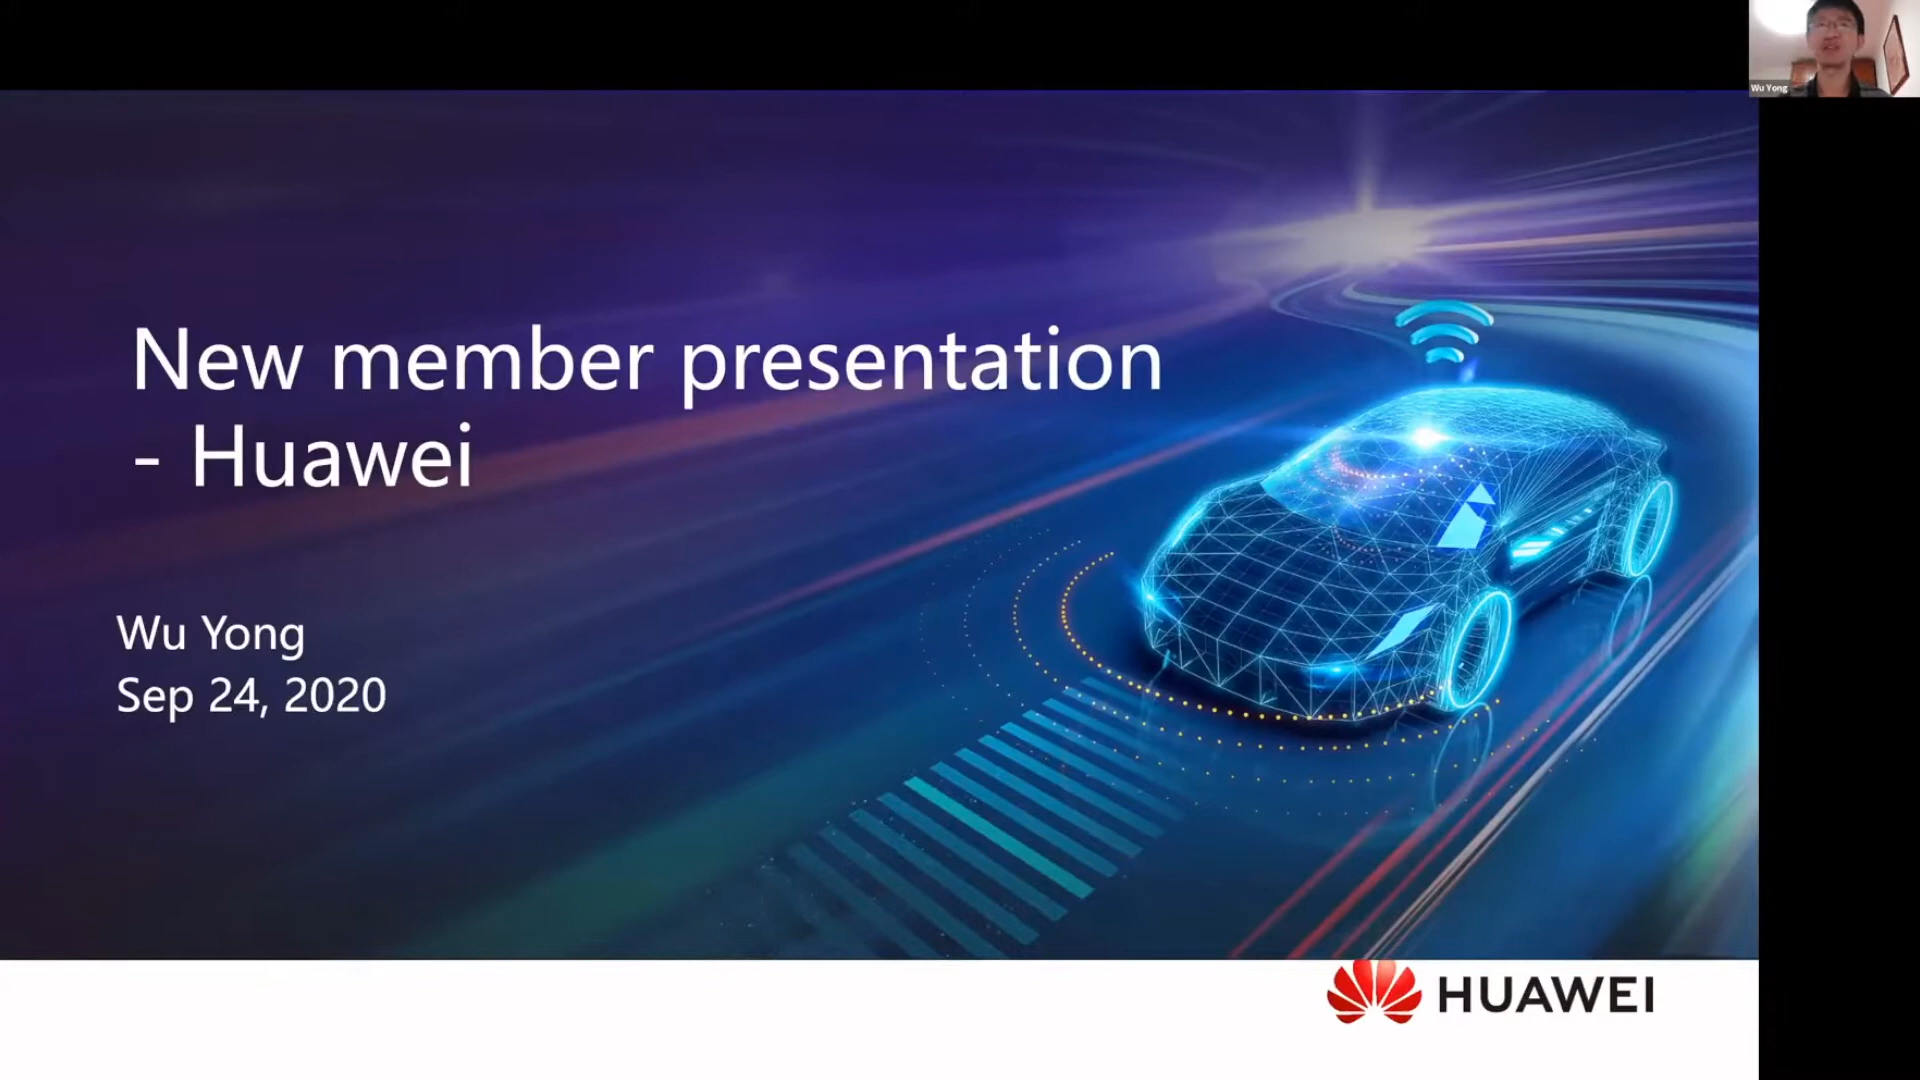 Wu Yong
New member presentation
- Huawei
Wu Yong
Sep 24, 2020
HUAWEI